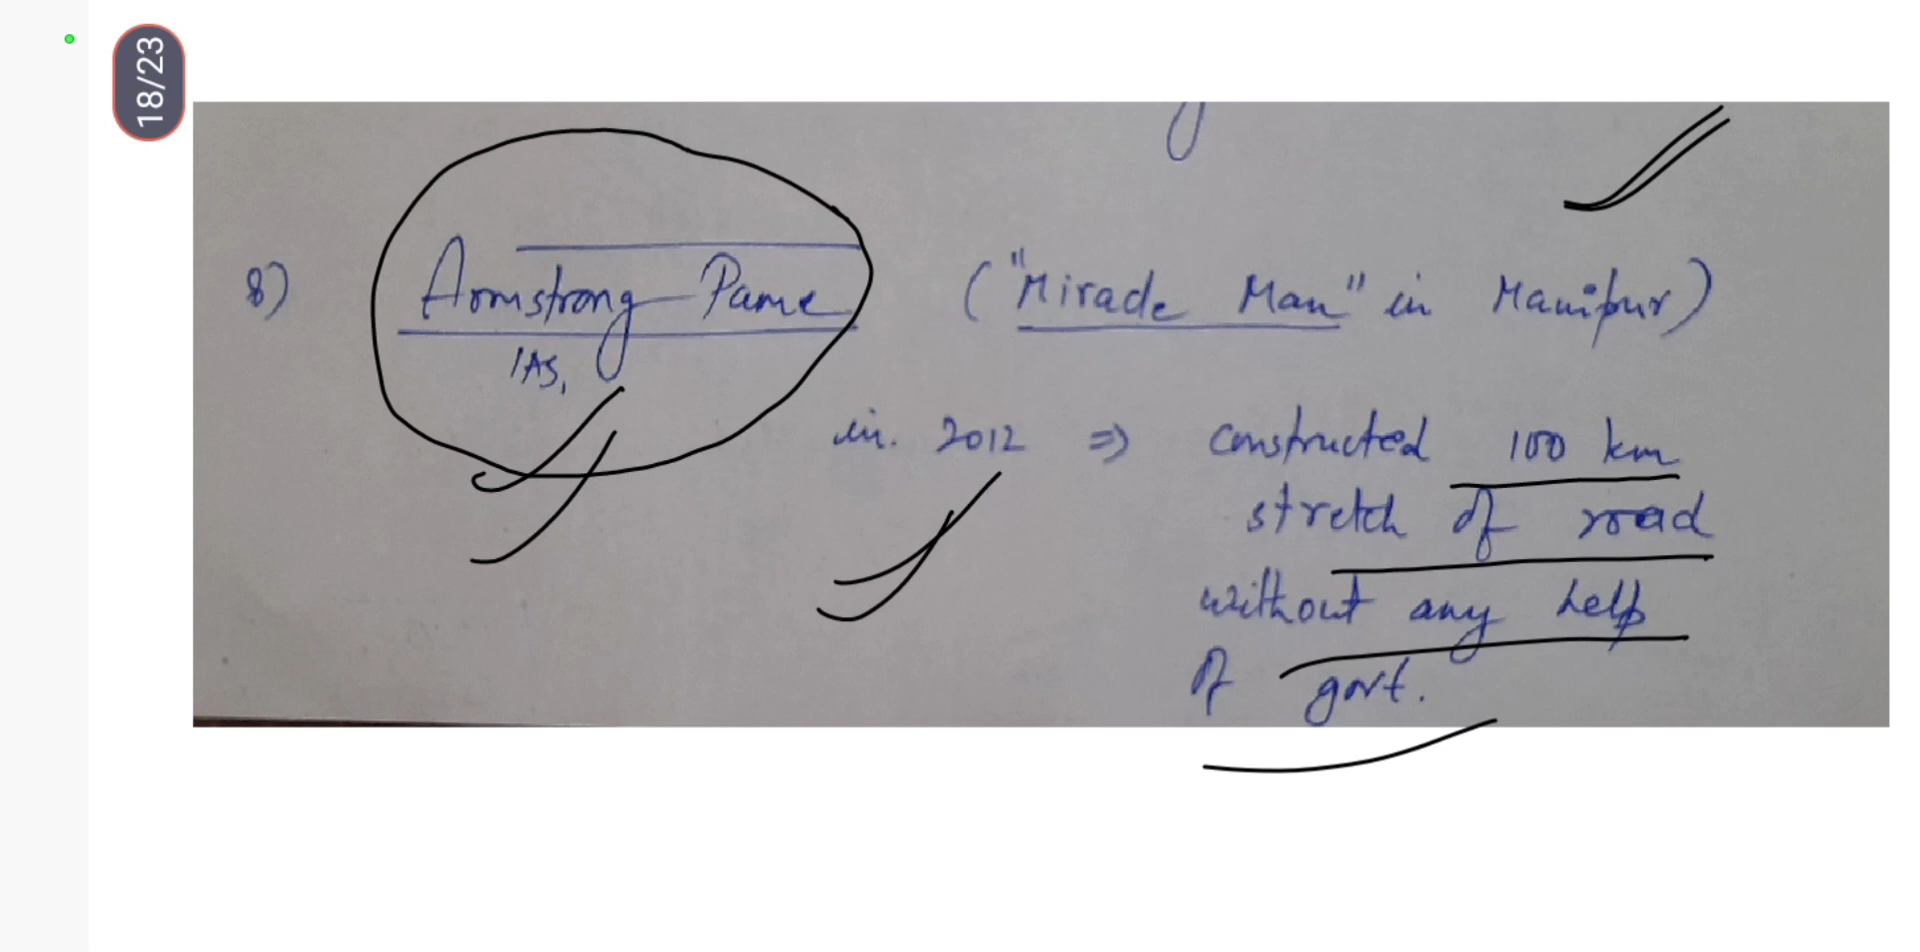 18/23
8) Armstrong Pame ("Miracle Man" in Manipur)
IAS,
in. 2012 ⇒ constructed 100 km
stretch of road
without any help
of govt.